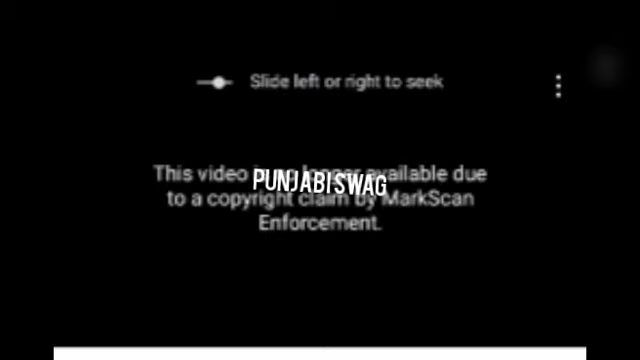 Slide left or right to seek
This video is no longer available due
PUNJABI SWAG
to a copyright claim by MarkScan
Enforcement.